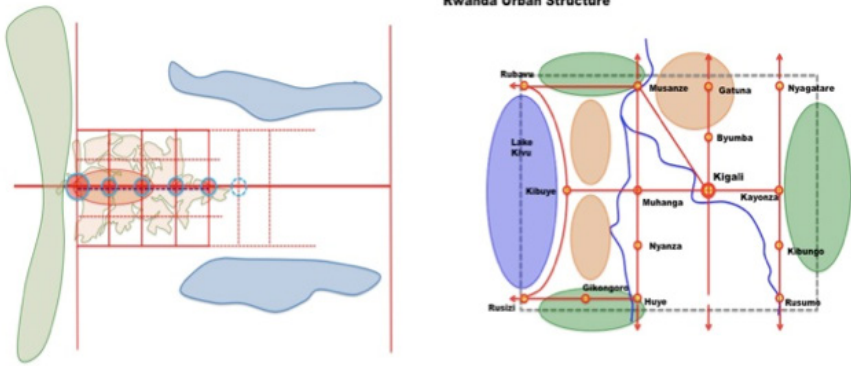 Rwanda Urban Structure
Rubavu
Musanze
Gatuna
Nyagatare
Lake
Kivu
Byumba
Kigali
Kibuye
Muhanga
Kayonza
Nyanza
Kibungo
Gikongoro
Rusizi
Huye
Rusumo